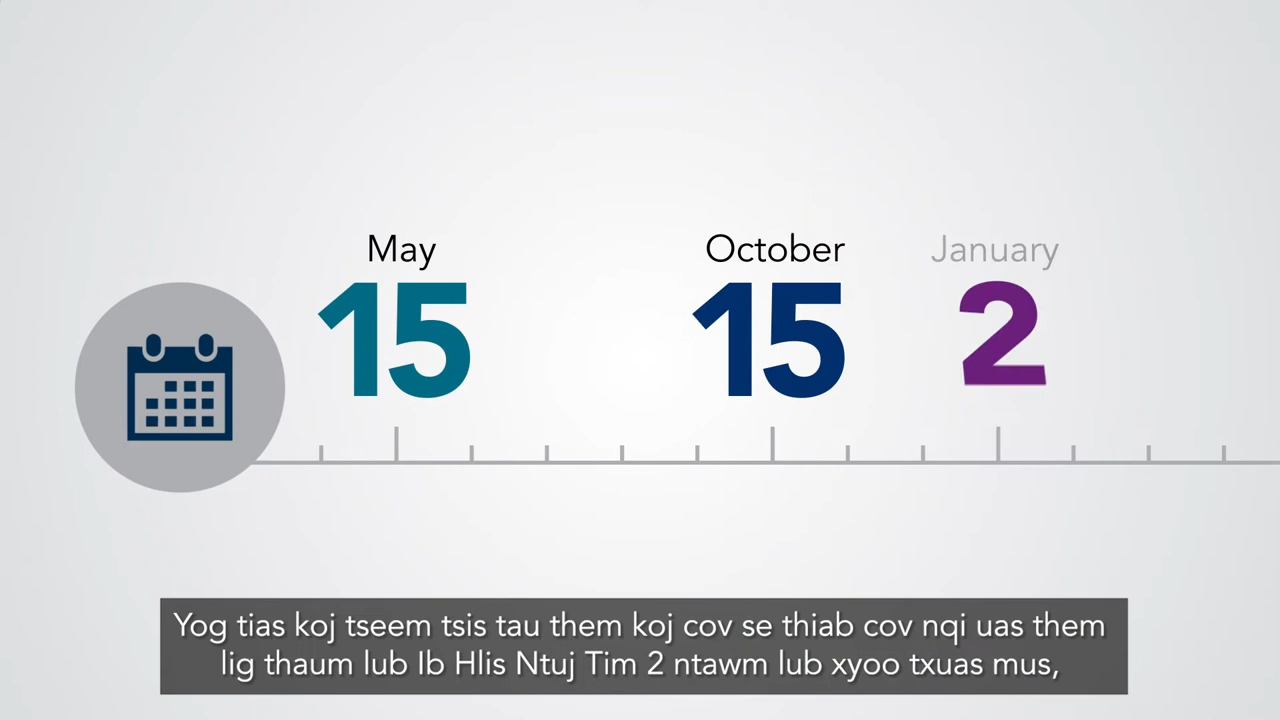 May
15
October
15
January
2
Yog tias koj tseem tsis tau them koj cov se thiab cov nqi uas them
lig thaum lub Ib Hlis Ntuj Tim 2 ntawm lub xyoo txuas mus,